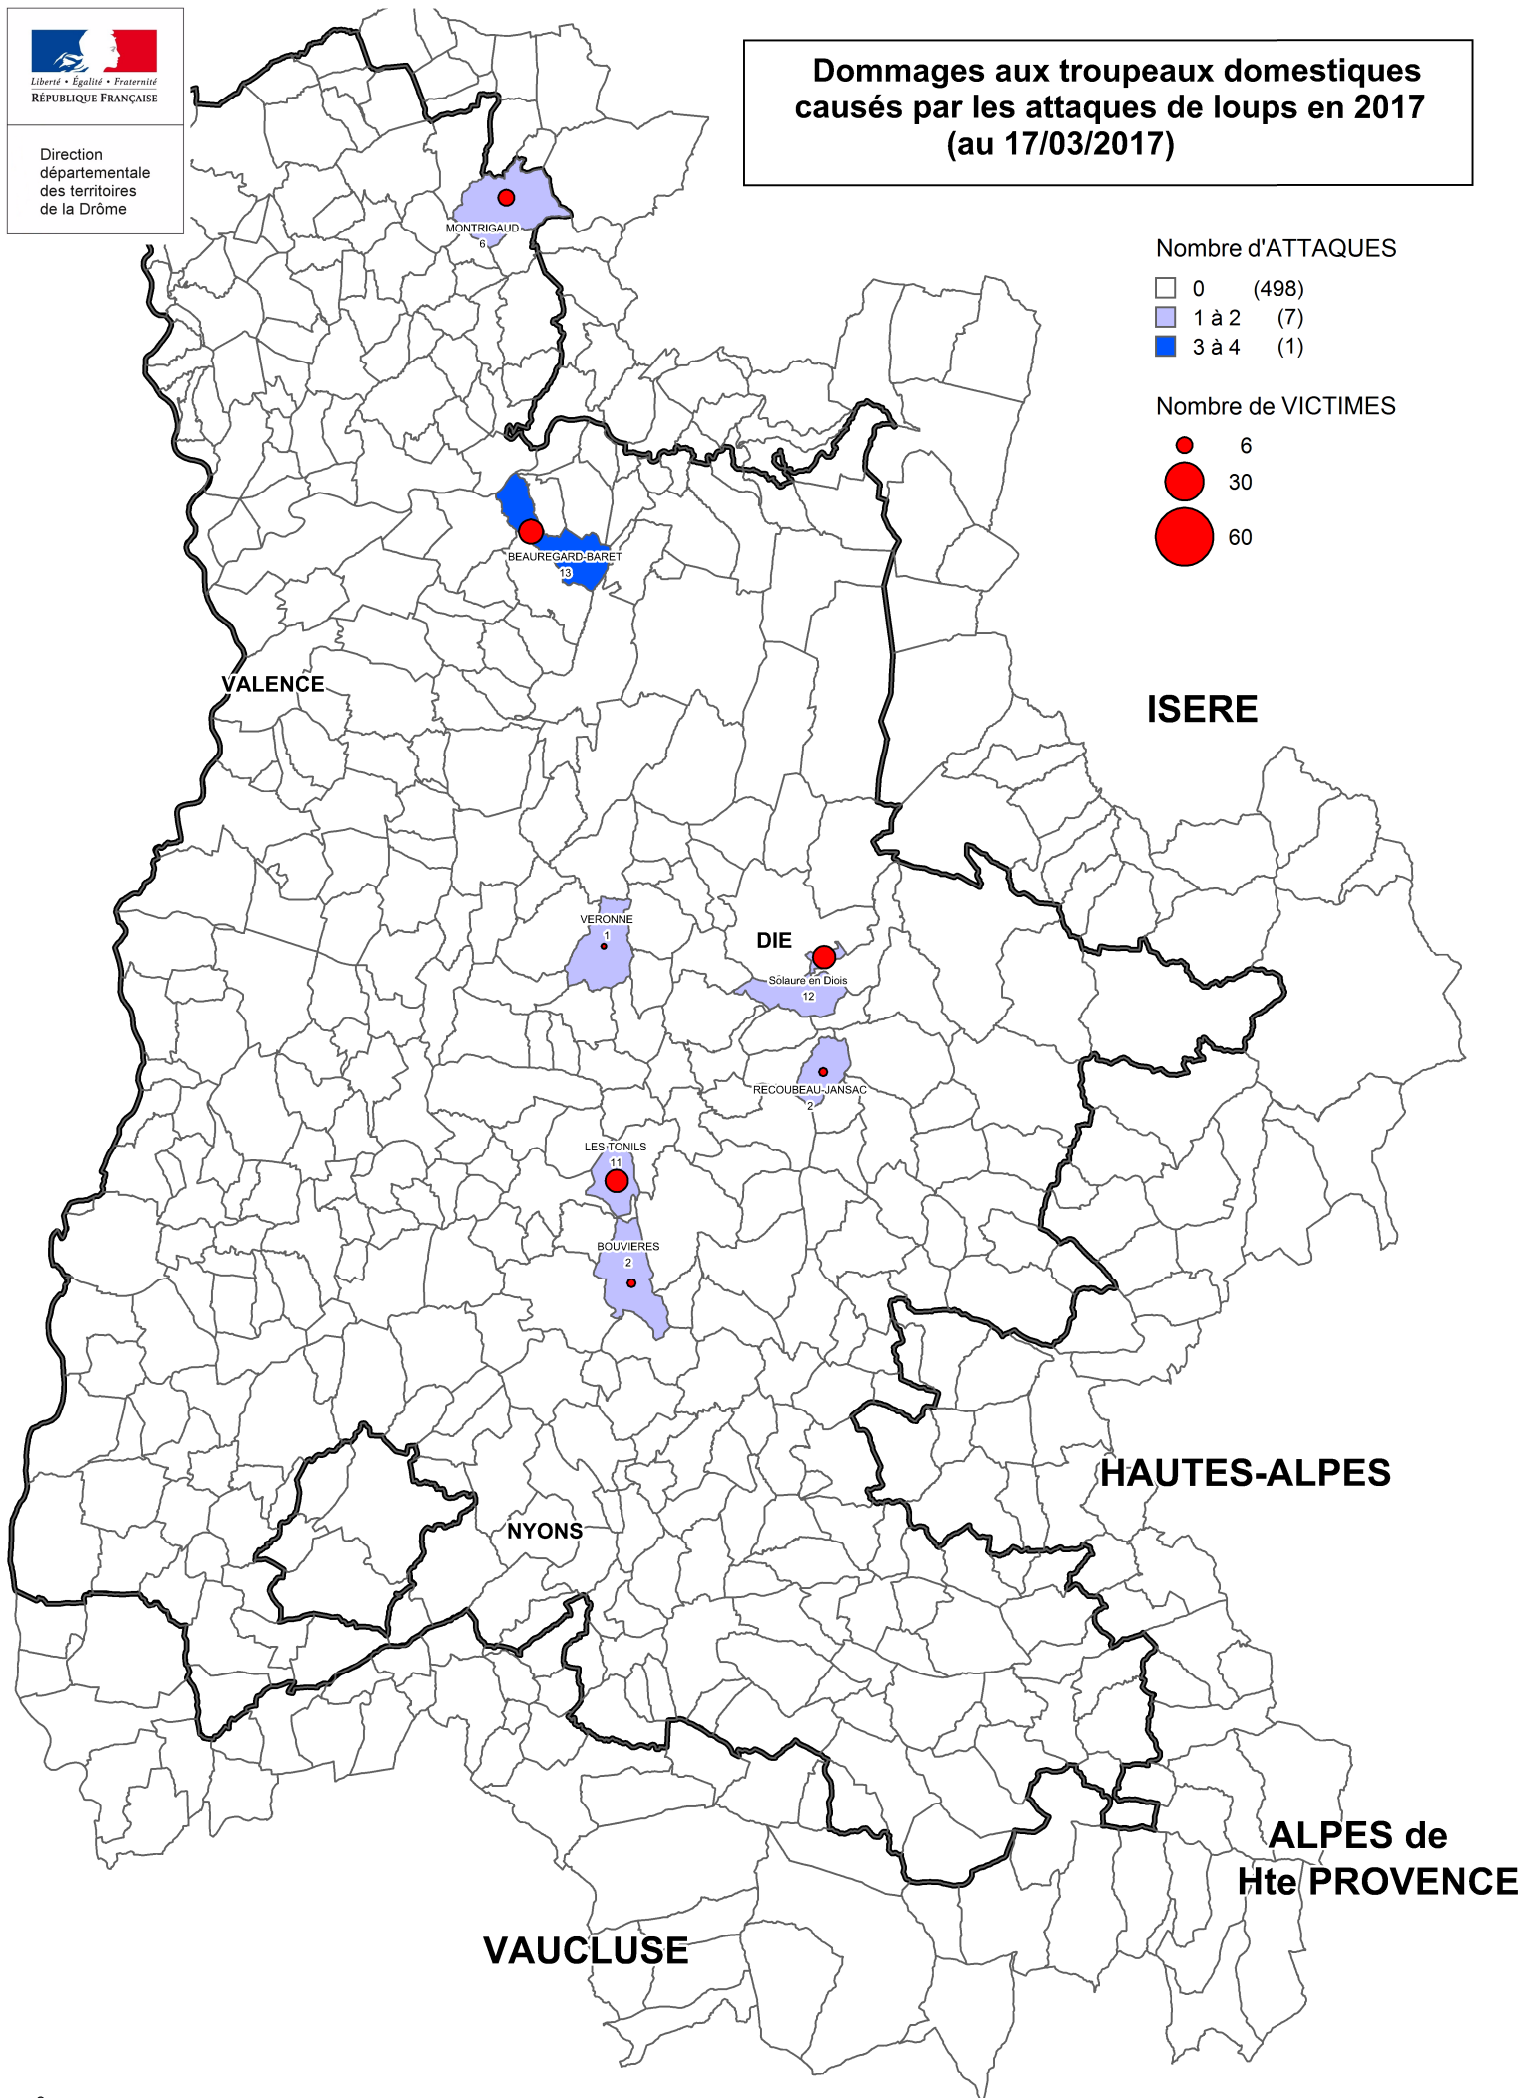 Liberté • Égalité • Fraternité
RÉPUBLIQUE FRANÇAISE
Direction
départementale
des territoires
de la Drôme
Dommages aux troupeaux domestiques
causés par les attaques de loups en 2017
(au 17/03/2017)
Nombre d'ATTAQUES
0 (498)
1 à 2 (7)
3 à 4 (1)
Nombre de VICTIMES
6
30
60
MONTRIGAUD
6
BEAUREGARD-BARET
13
VALENCE
ISERE
VERONNE
1
DIE
Solaure en Diois
12
RECOUBEAU-JANSAC
2
LES TONILS
11
BOUVIERES
2
HAUTES-ALPES
NYONS
ALPES de
Hte PROVENCE
VAUCLUSE